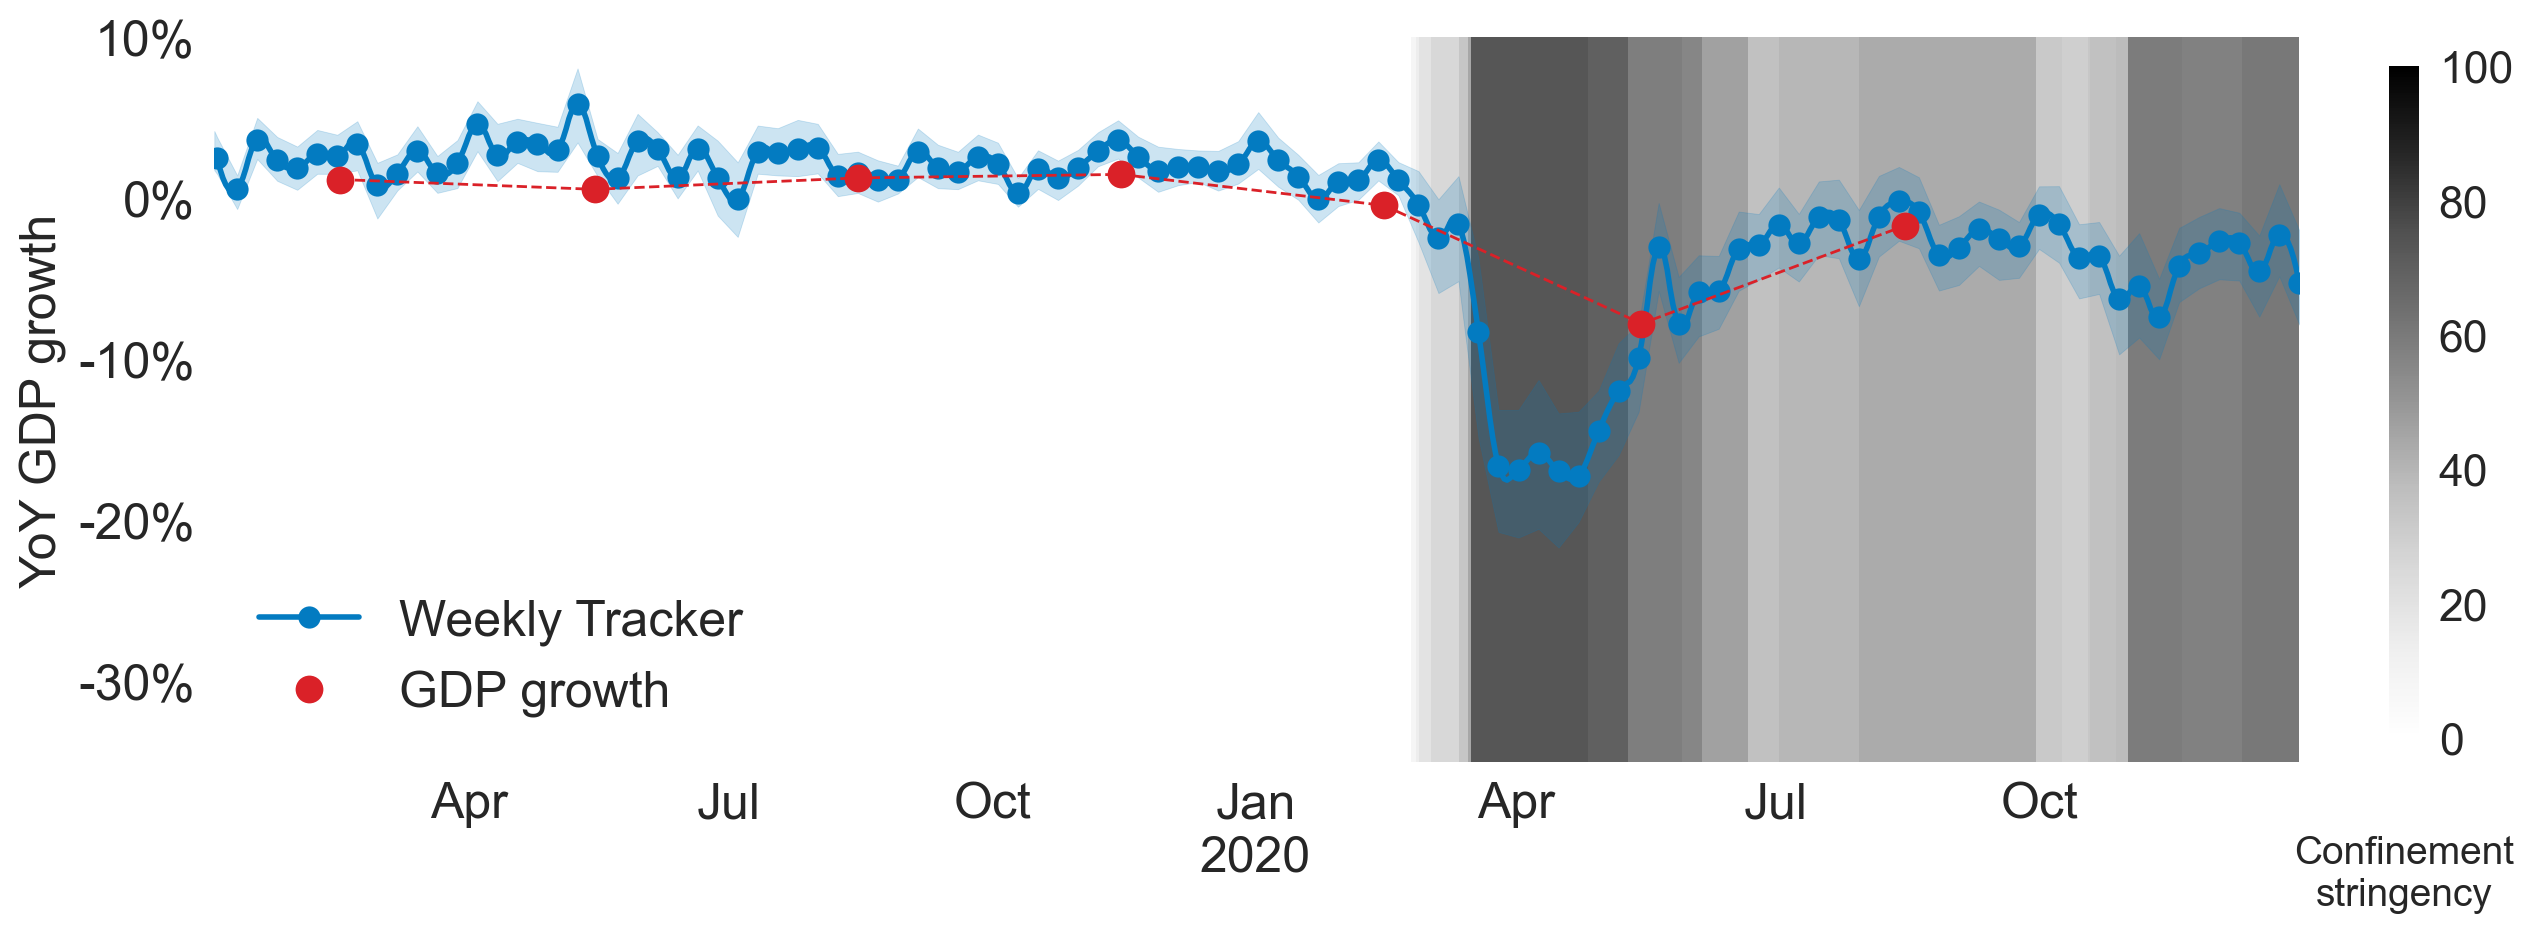 10%
0%
-10%
-20%
-30%
YoY GDP growth
Weekly Tracker
GDP growth
Apr
Jul
Oct
Jan
2020
Apr
Jul
Oct
100
80
60
40
20
0
Confinement
stringency